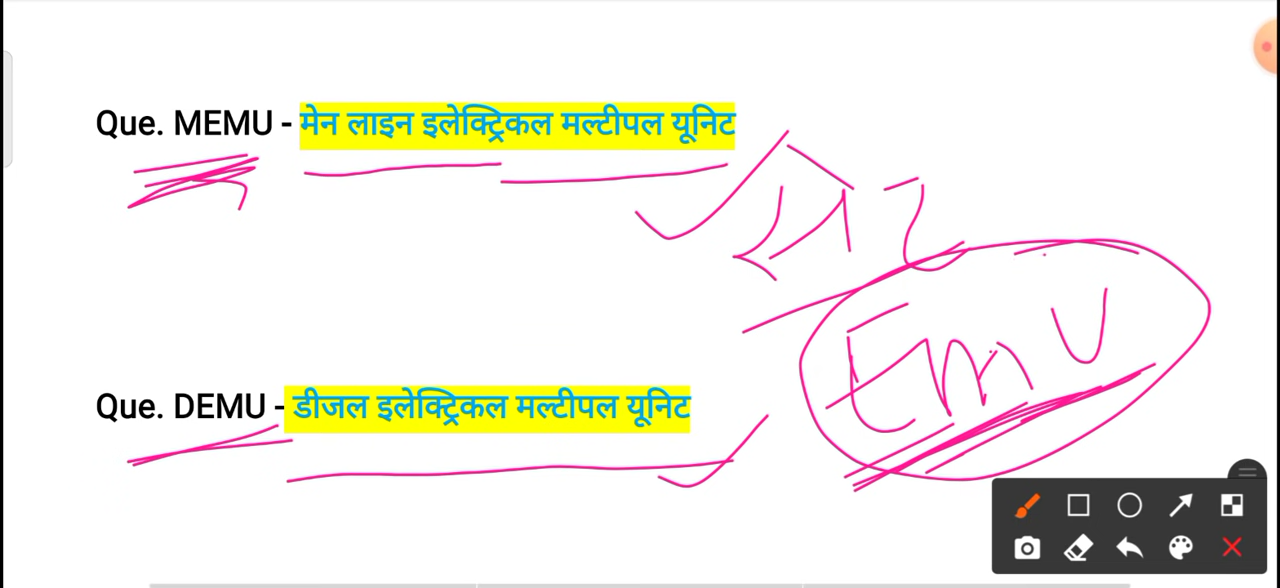 Que. MEMU - मेन लाइन इलेक्ट्रिकल मल्टीपल यूनिट
Emu
Que. DEMU - डीजल इलेक्ट्रिकल मल्टीपल यूनिट